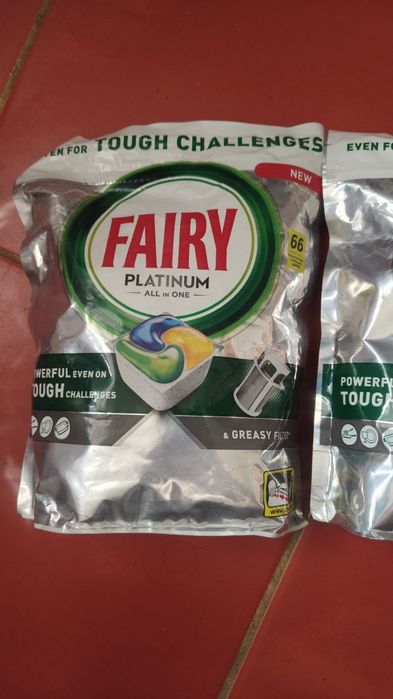 EVEN FOR TOUGH CHALLENGES
NEW
FAIRY
PLATINUM
ALL IN ONE
66
POWERFUL EVEN ON
TOUGH CHALLENGES
& GREASY FILTER
EVEN FO
POWERFUL
TOUGH